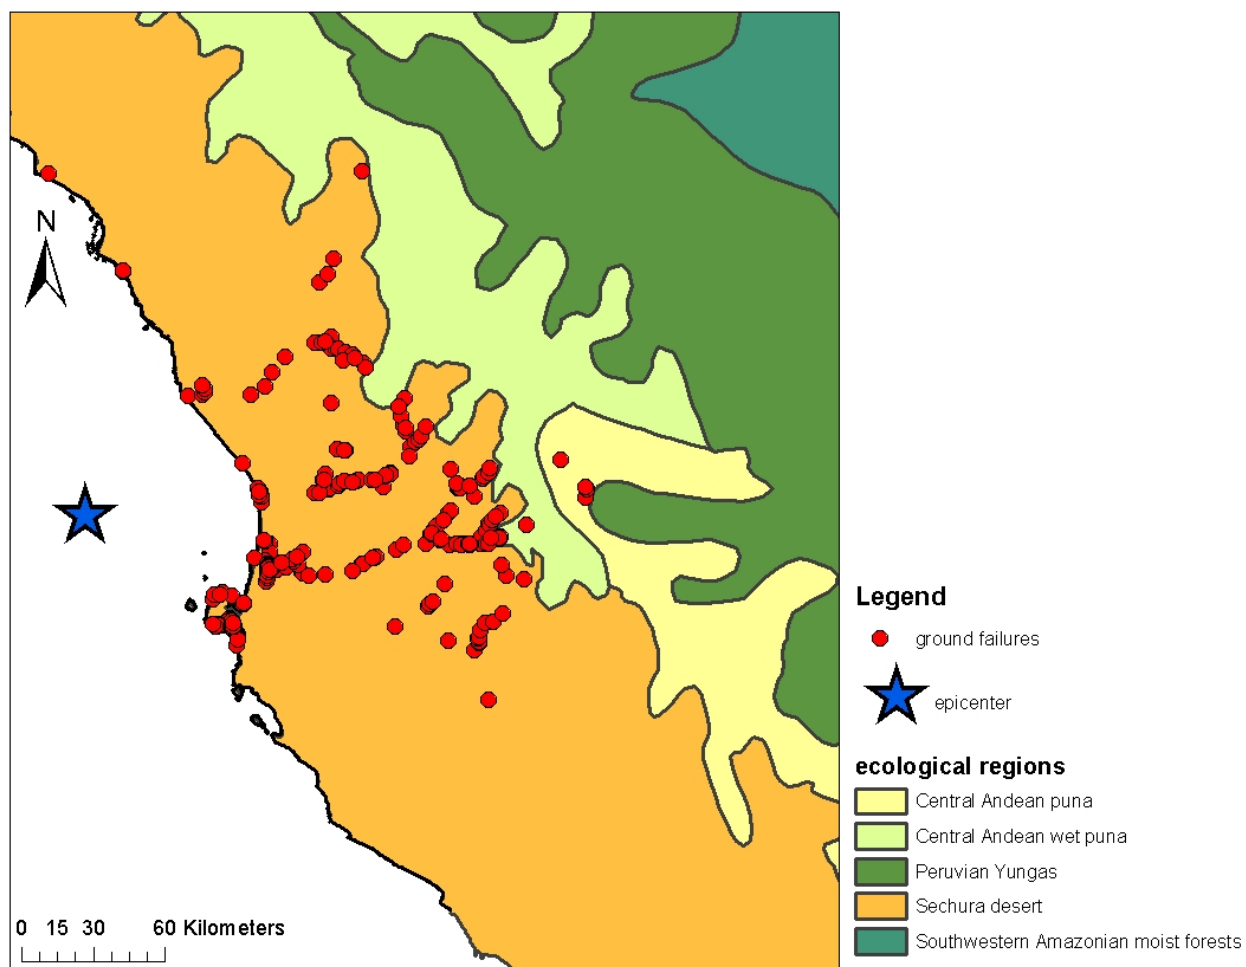 N
Legend
ground failures
epicenter
ecological regions
Central Andean puna
Central Andean wet puna
Peruvian Yungas
Sechura desert
Southwestern Amazonian moist forests
0 15 30 60 Kilometers